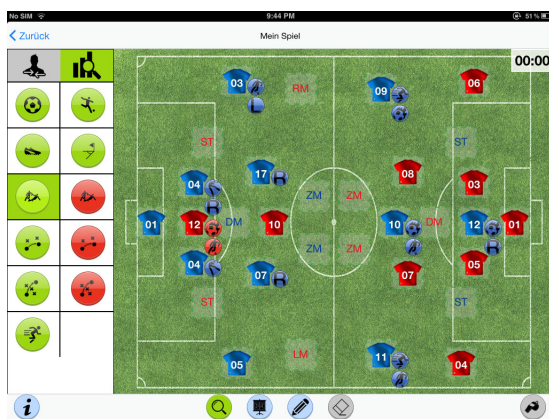 No SIM 9:44 PM 51 %
Zurück Mein Spiel
00:00
03 RM 09 06
ST ST
04 17 08 03
ZM ZM
01 12 DM 10 10 DM 12 01
ZM ZM
04 07 07 05
ST ST
LM
05 11 04
i